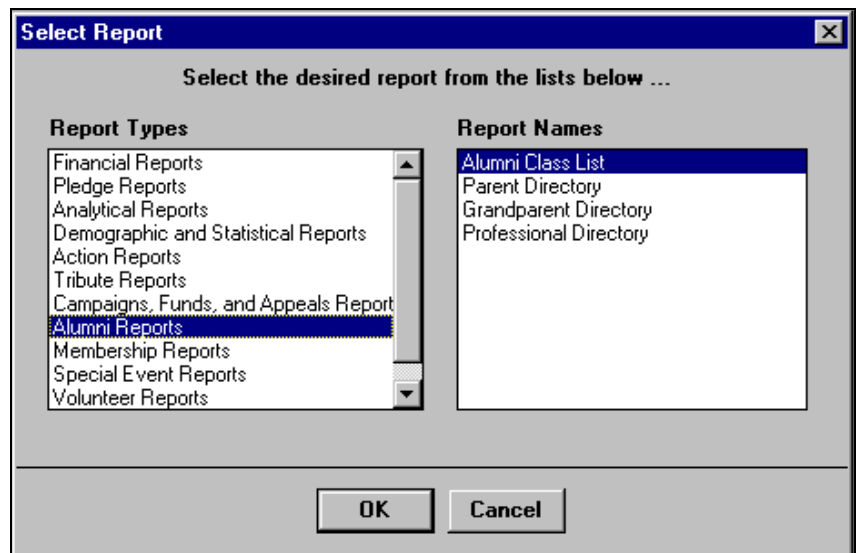 Select Report
Select the desired report from the lists below ...
Report Types
Financial Reports
Pledge Reports
Analytical Reports
Demographic and Statistical Reports
Action Reports
Tribute Reports
Campaigns, Funds, and Appeals Report
Alumni Reports
Membership Reports
Special Event Reports
Volunteer Reports
Report Names
Alumni Class List
Parent Directory
Grandparent Directory
Professional Directory
OK
Cancel